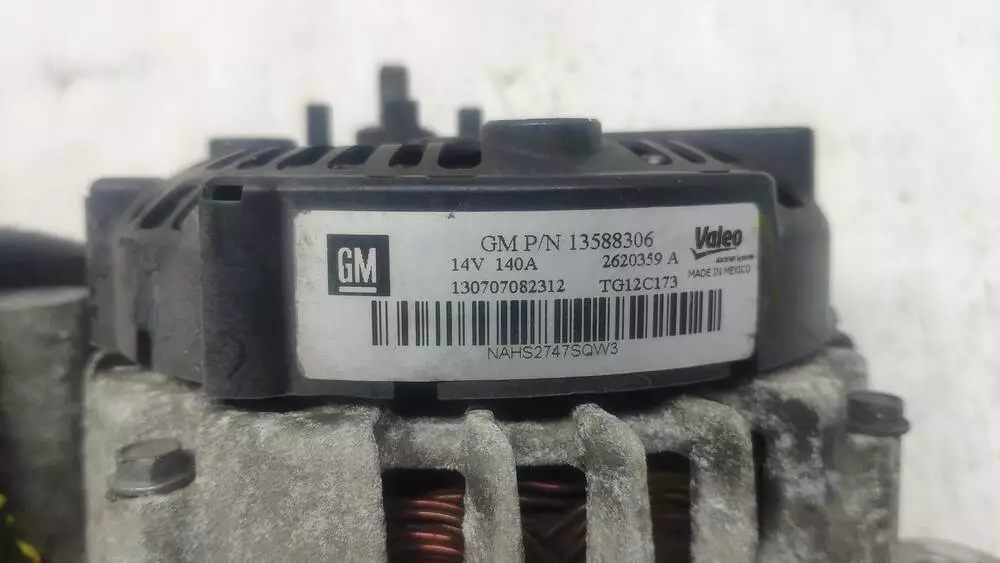 GM
GM P/N 13588306
Valeo
14V 140A 2620359 A
MADE IN MEXICO
130707082312 TG12C173
NAHS2747SQW3